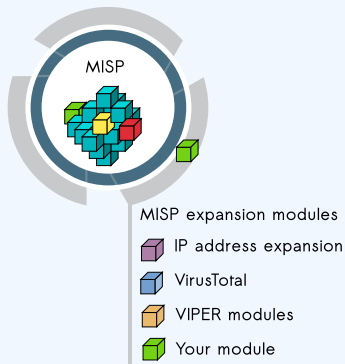 MISP
MISP expansion modules
IP address expansion
VirusTotal
VIPER modules
Your module